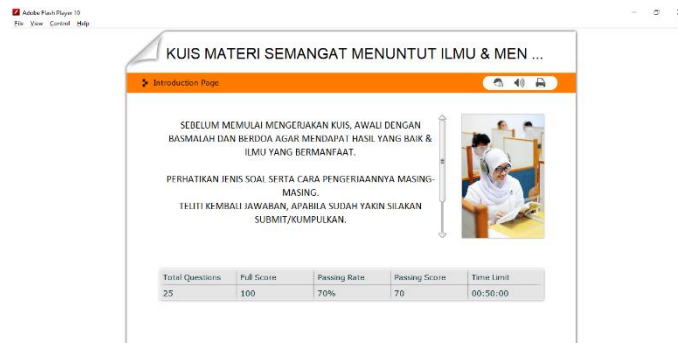 Adobe Flash Player 10
File View Control Help
KUIS MATERI SEMANGAT MENUNTUT ILMU & MEN ...
Introduction Page
SEBELUM MEMULAI MENGERJAKAN KUIS, AWALI DENGAN
BASMALAH DAN BERDOA AGAR MENDAPAT HASIL YANG BAIK &
ILMU YANG BERMANFAAT.
PERHATIKAN JENIS SOAL SERTA CARA PENGERJAANNYA MASING-
MASING.
TELITI KEMBALI JAWABAN, APABILA SUDAH YAKIN SILAKAN
SUBMIT/KUMPULKAN.
Total Questions Full Score Passing Rate Passing Score Time Limit
25 100 70% 70 00:50:00